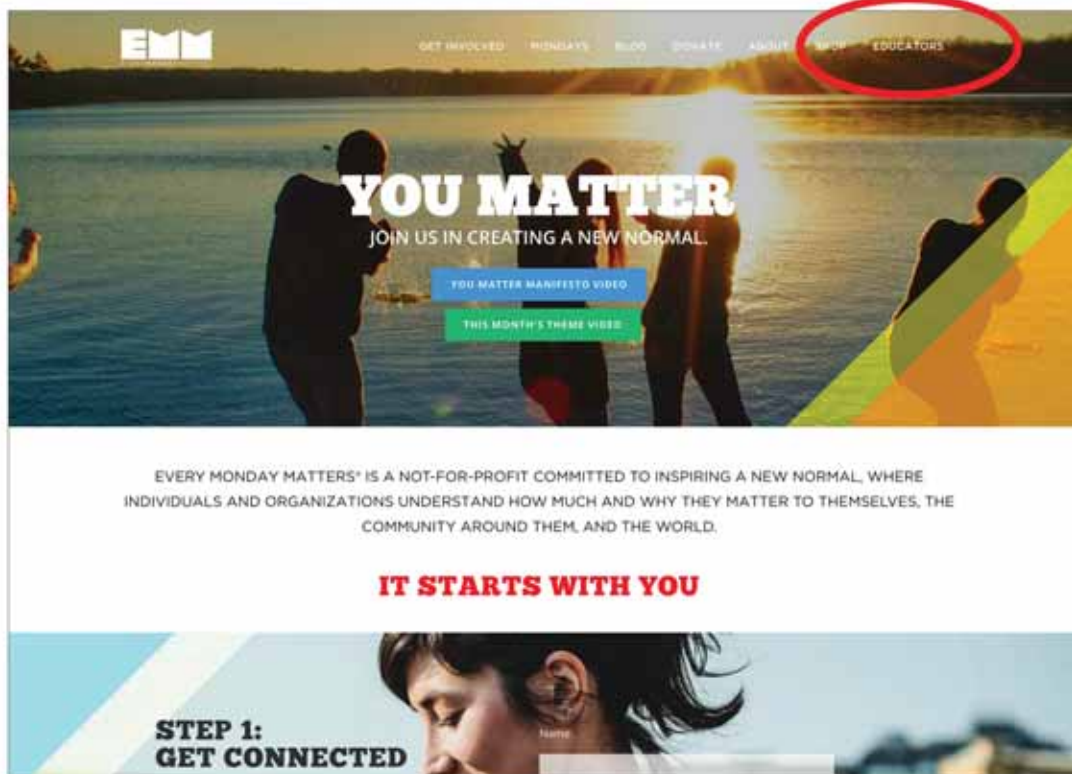 EMM
GET INVOLVED MONDAYS BLOG DONATE ABOUT SHOP EDUCATORS
YOU MATTER
JOIN US IN CREATING A NEW NORMAL.
YOU MATTER MANIFESTO VIDEO
THIS MONTH'S THEME VIDEO
EVERY MONDAY MATTERS® IS A NOT-FOR-PROFIT COMMITTED TO INSPIRING A NEW NORMAL, WHERE
INDIVIDUALS AND ORGANIZATIONS UNDERSTAND HOW MUCH AND WHY THEY MATTER TO THEMSELVES, THE
COMMUNITY AROUND THEM, AND THE WORLD.
IT STARTS WITH YOU
STEP 1:
GET CONNECTED
Name